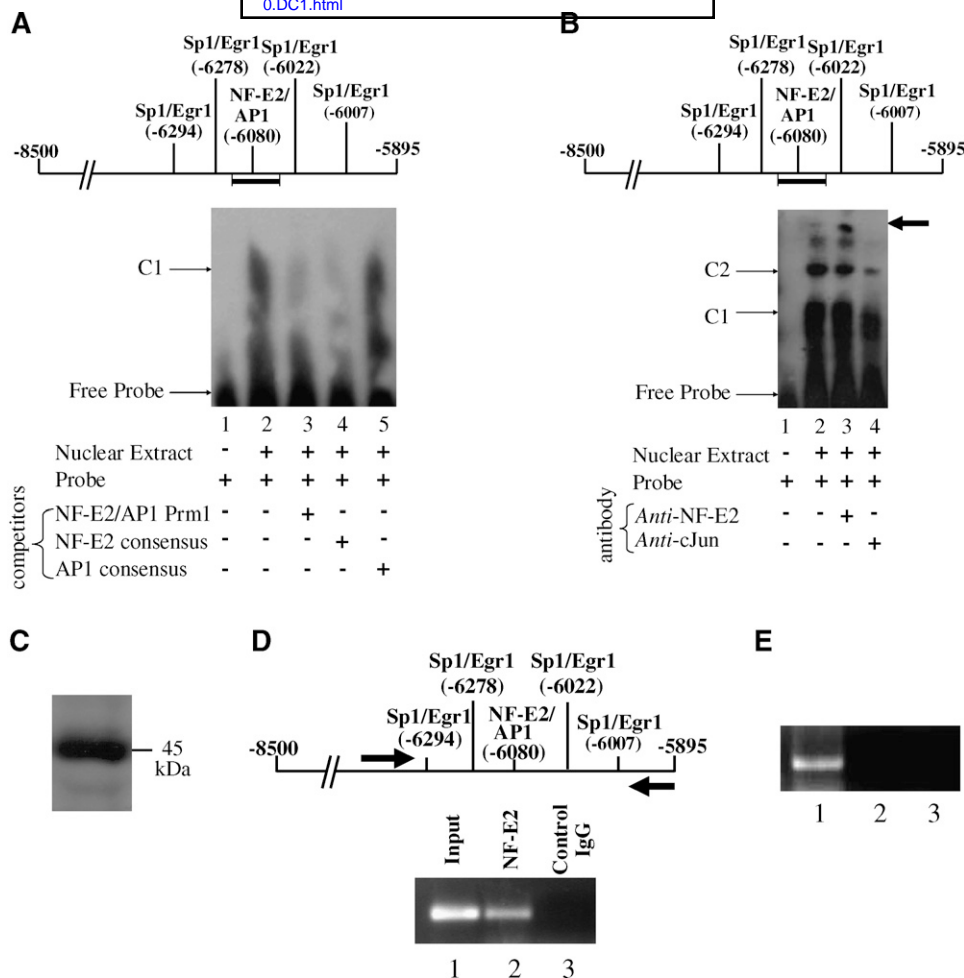 0.DC1.html
A
Sp1/Egr1 Sp1/Egr1
(-6278) (-6022)
Sp1/Egr1 NF-E2/ Sp1/Egr1
(-6294) AP1 (-6007)
(-6080)
-8500 -5895
C1
Free Probe
1 2 3 4 5
Nuclear Extract - + + + +
Probe + + + + +
competitors
NF-E2/AP1 Prm1 - - + - -
NF-E2 consensus - - - + -
AP1 consensus - - - - +
B
Sp1/Egr1 Sp1/Egr1
(-6278) (-6022)
Sp1/Egr1 NF-E2/ Sp1/Egr1
(-6294) AP1 (-6007)
(-6080)
-8500 -5895
C2
C1
Free Probe
1 2 3 4
Nuclear Extract - + + +
Probe + + + +
antibody
Anti-NF-E2 - - + -
Anti-cJun - - - +
C
45
kDa
D
Sp1/Egr1 Sp1/Egr1
(-6278) (-6022)
Sp1/Egr1 NF-E2/ Sp1/Egr1
(-6294) AP1 (-6007)
(-6080)
-8500 -5895
Input
NF-E2
Control
IgG
1 2 3
E
1 2 3